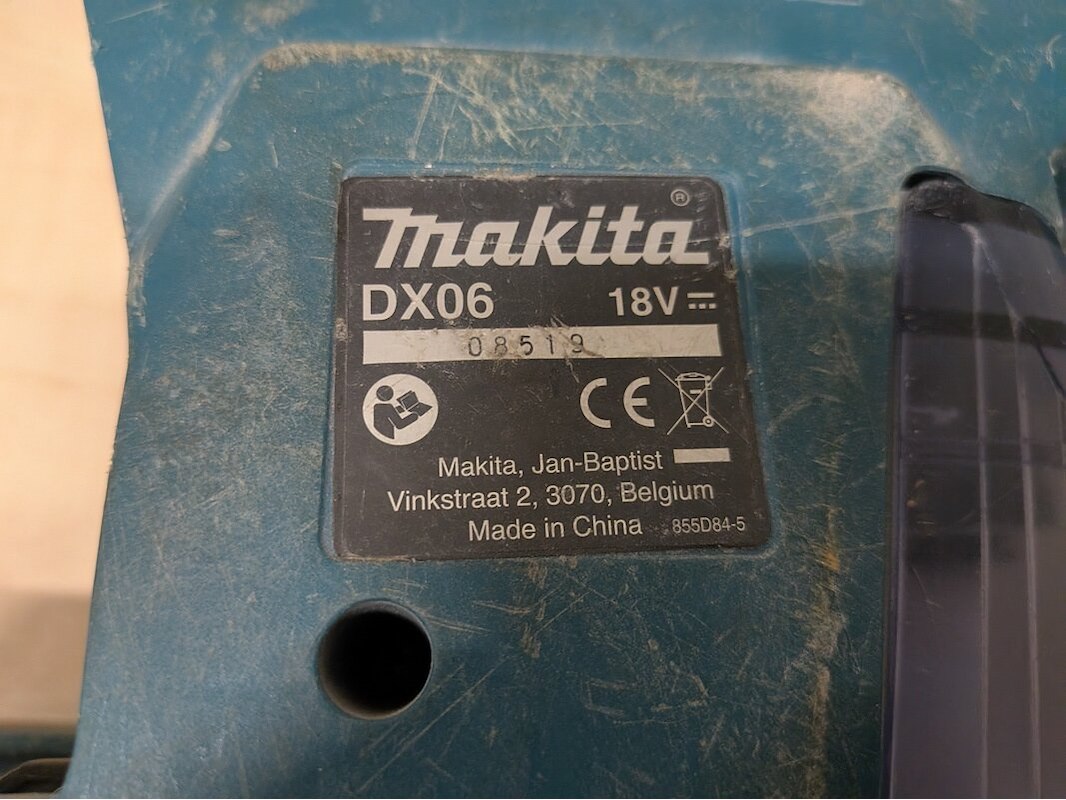 makita®
DX06 18V
08519
CE
Makita, Jan-Baptist
Vinkstraat 2, 3070, Belgium
Made in China 855D84-5